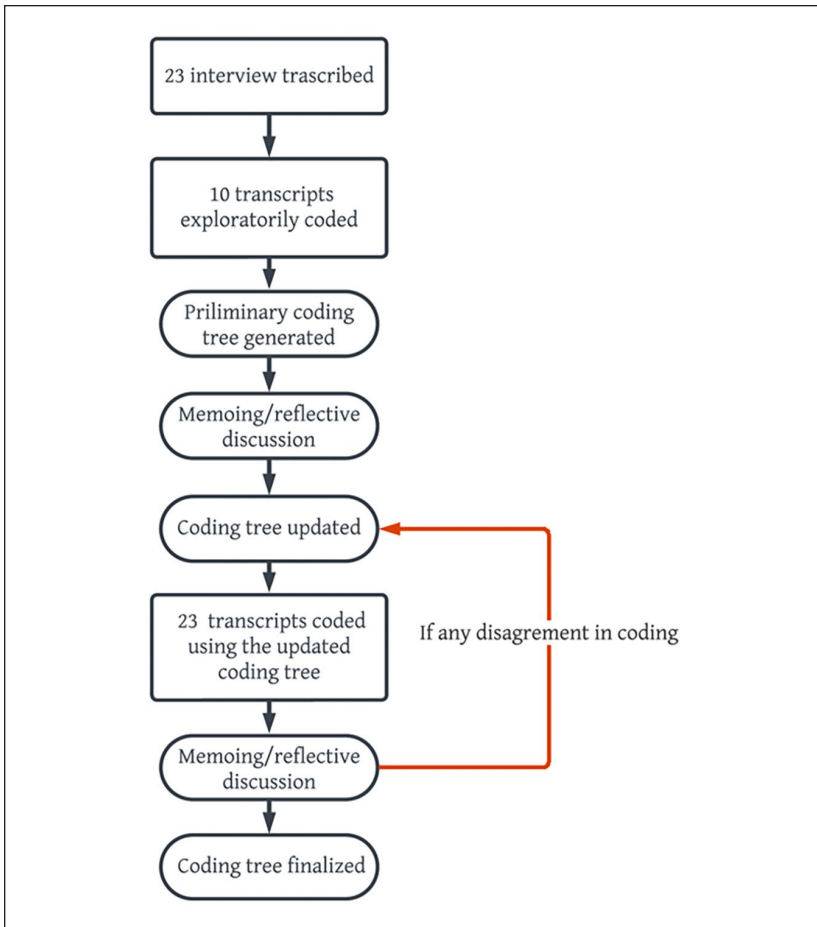 23 interview trascribed
10 transcripts
exploratorily coded
Priliminary coding
tree generated
Memoing/reflective
discussion
Coding tree updated
23 transcripts coded
using the updated
coding tree
If any disagrement in coding
Memoing/reflective
discussion
Coding tree finalized